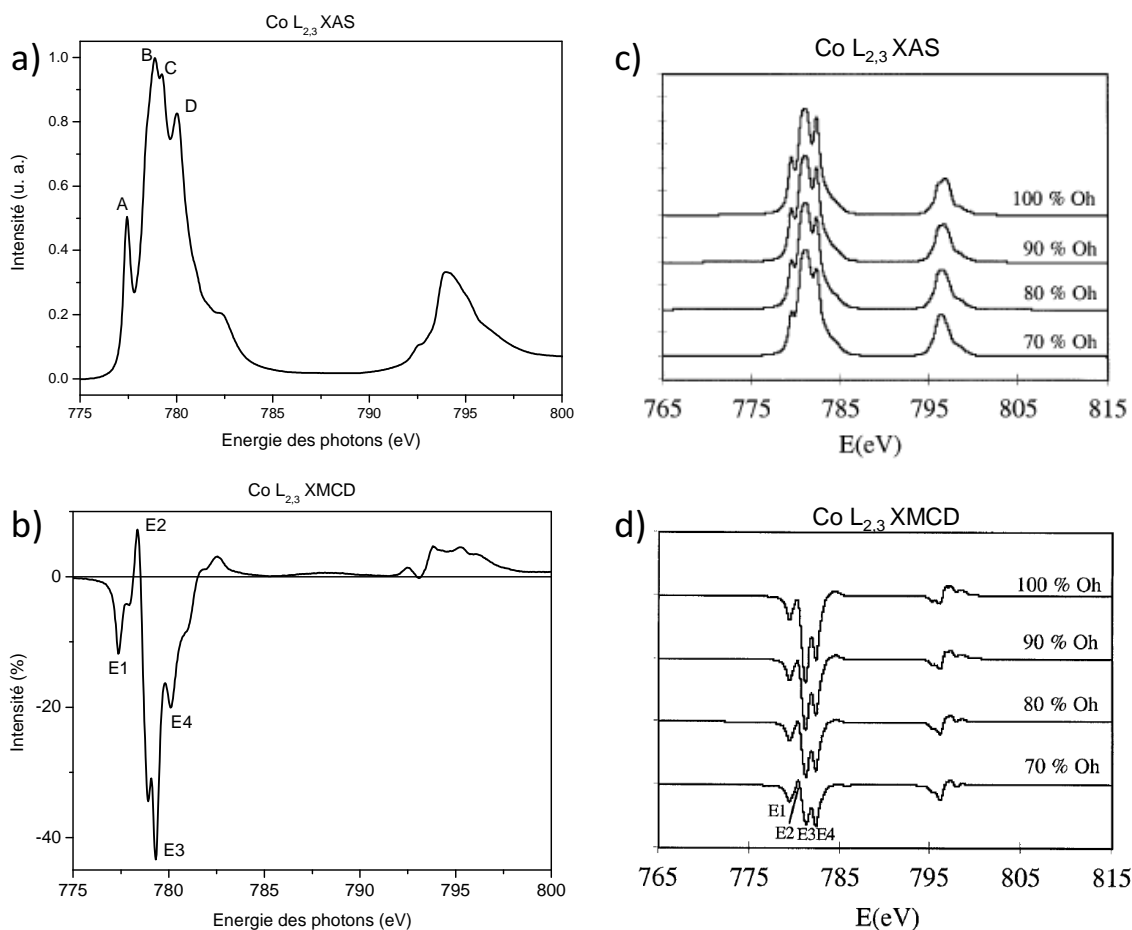 a)
Co L2,3 XAS
Intensité (u. a.)
1.0
0.8
0.6
0.4
0.2
0.0
A
B
C
D
775 780 785 790 795 800
Energie des photons (eV)
b)
Co L2,3 XMCD
Intensité (%)
0
-20
-40
E1
E2
E3
E4
775 780 785 790 795 800
Energie des photons (eV)
c)
Co L2,3 XAS
100 % Oh
90 % Oh
80 % Oh
70 % Oh
765 775 785 795 805 815
E(eV)
d)
Co L2,3 XMCD
100 % Oh
90 % Oh
80 % Oh
70 % Oh
E1
E2 E3 E4
765 775 785 795 805 815
E(eV)